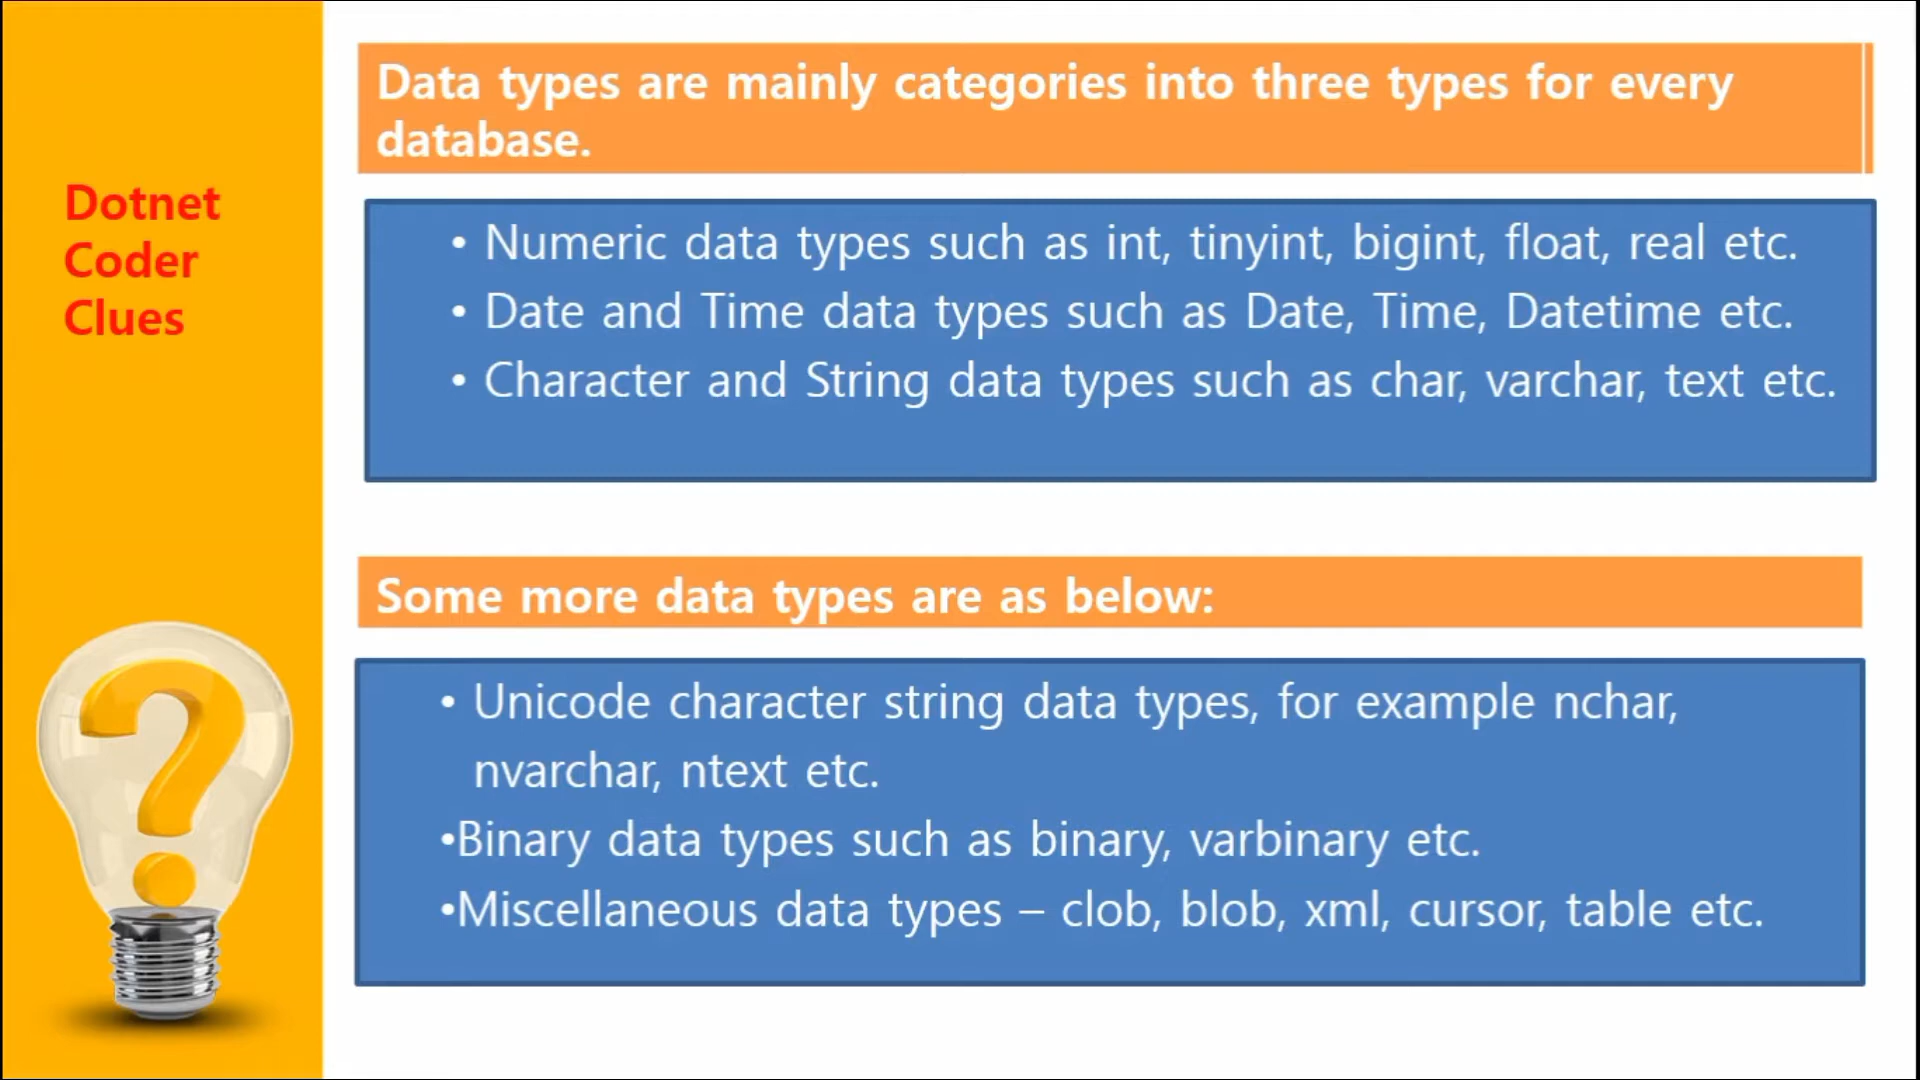 Dotnet
Coder
Clues
Data types are mainly categories into three types for every
database.
• Numeric data types such as int, tinyint, bigint, float, real etc.
• Date and Time data types such as Date, Time, Datetime etc.
• Character and String data types such as char, varchar, text etc.
Some more data types are as below:
• Unicode character string data types, for example nchar,
nvarchar, ntext etc.
•Binary data types such as binary, varbinary etc.
•Miscellaneous data types – clob, blob, xml, cursor, table etc.